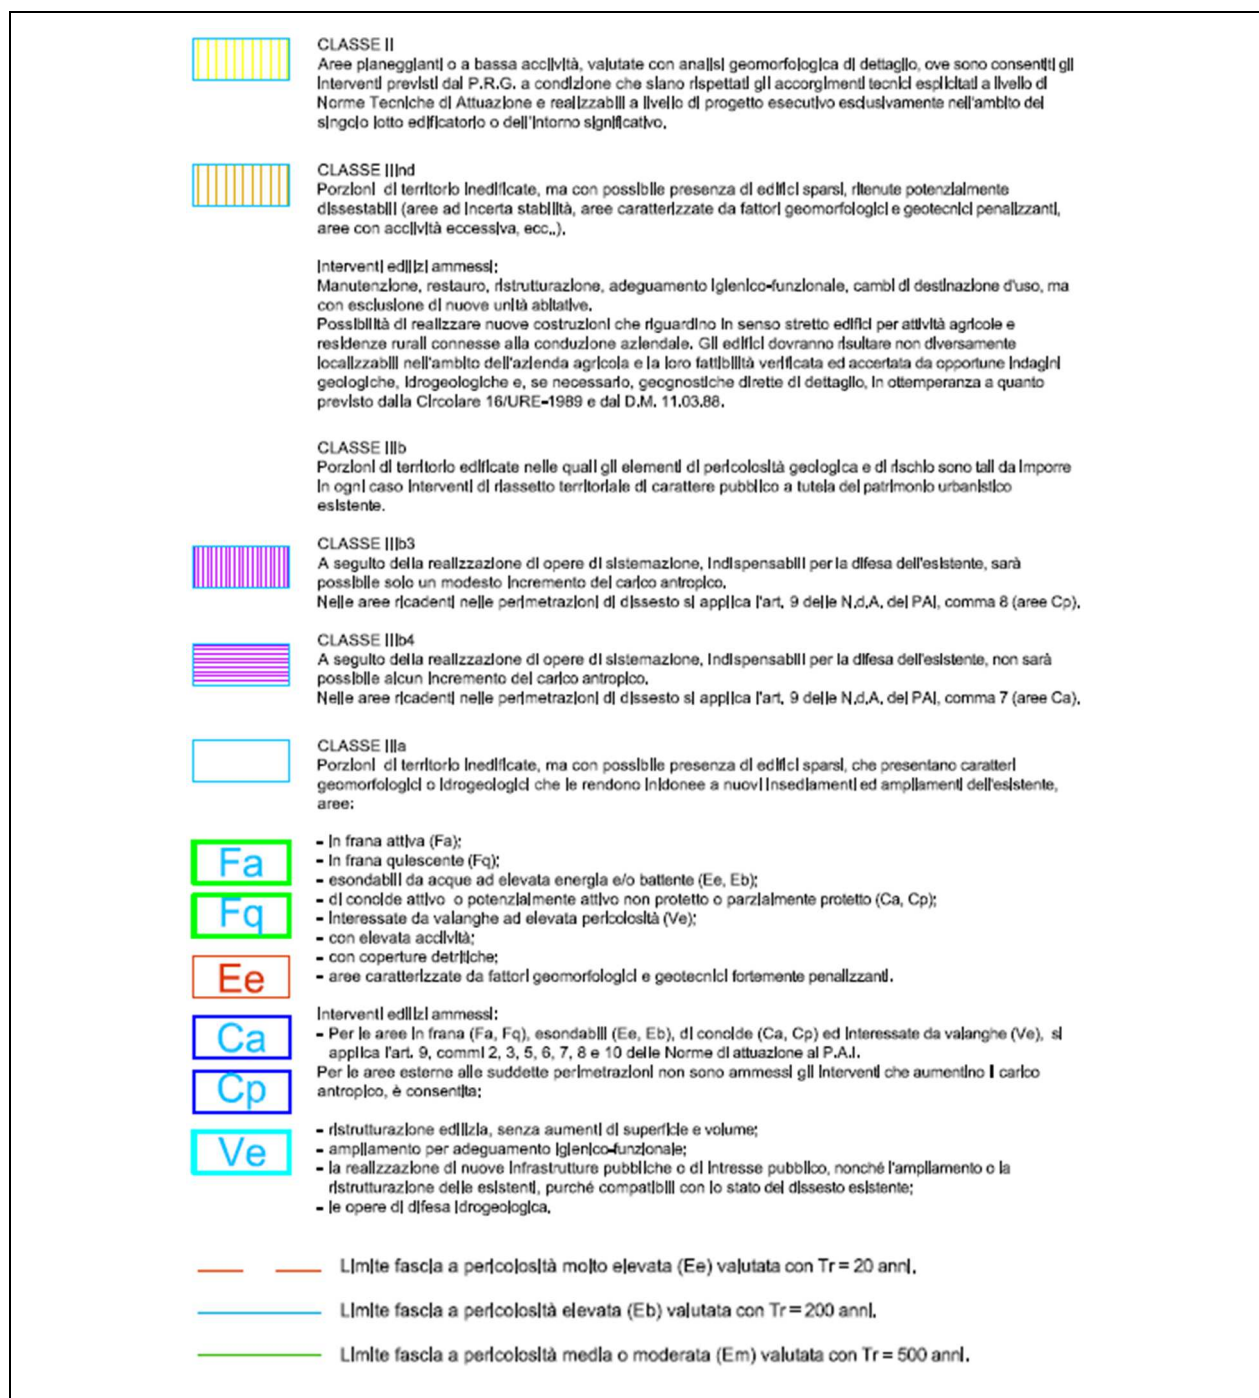 CLASSE II
Aree pianeggianti o a bassa acclività, valutate con analisi geomorfologica di dettaglio, ove sono consentiti gli
interventi previsti dal P.R.G. a condizione che siano rispettati gli accorgimenti tecnici esplicitati a livello di
Norme Tecniche di Attuazione e realizzabili a livello di progetto esecutivo esclusivamente nell'ambito del
singolo lotto edificatorio o dell'intorno significativo.
CLASSE IIInd
Porzioni di territorio inedificate, ma con possibile presenza di edifici sparsi, ritenute potenzialmente
dissestabili (aree ad incerta stabilità, aree caratterizzate da fattori geomorfologici e geotecnici penalizzanti,
aree con acclività eccessiva, ecc..).
Interventi edilizi ammessi:
Manutenzione, restauro, ristrutturazione, adeguamento igienico-funzionale, cambi di destinazione d'uso, ma
con esclusione di nuove unità abitative.
Possibilità di realizzare nuove costruzioni che riguardino in senso stretto edifici per attività agricole e
residenze rurali connesse alla conduzione aziendale. Gli edifici dovranno risultare non diversamente
localizzabili nell'ambito dell'azienda agricola e la loro fattibilità verificata ed accertata da opportune indagini
geologiche, idrogeologiche e, se necessario, geognostiche dirette di dettaglio, in ottemperanza a quanto
previsto dalla Circolare 16/URE-1989 e dal D.M. 11.03.88.
CLASSE IIIb
Porzioni di territorio edificate nelle quali gli elementi di pericolosità geologica e di rischio sono tali da imporre
in ogni caso interventi di riassetto territoriale di carattere pubblico a tutela del patrimonio urbanistico
esistente.
CLASSE IIIb3
A seguito della realizzazione di opere di sistemazione, indispensabili per la difesa dell'esistente, sarà
possibile solo un modesto incremento del carico antropico.
Nelle aree ricadenti nelle perimetrazioni di dissesto si applica l'art. 9 delle N.d.A. del PAI, comma 8 (aree Cp).
CLASSE IIIb4
A seguito della realizzazione di opere di sistemazione, indispensabili per la difesa dell'esistente, non sarà
possibile alcun incremento del carico antropico.
Nelle aree ricadenti nelle perimetrazioni di dissesto si applica l'art. 9 delle N.d.A. del PAI, comma 7 (aree Ca).
CLASSE IIIa
Porzioni di territorio inedificate, ma con possibile presenza di edifici sparsi, che presentano caratteri
geomorfologici o idrogeologici che le rendono inidonee a nuovi insediamenti ed ampliamenti dell'esistente,
aree:
- in frana attiva (Fa);
- in frana quiescente (Fq);
- esondabili da acque ad elevata energia e/o battente (Ee, Eb);
- di conoide attivo o potenzialmente attivo non protetto o parzialmente protetto (Ca, Cp);
- interessate da valanghe ad elevata pericolosità (Ve);
- con elevata acclività;
- con coperture detritiche;
- aree caratterizzate da fattori geomorfologici e geotecnici fortemente penalizzanti.
Fa
Fq
Ee
Ca
Cp
Ve
Interventi edilizi ammessi:
- Per le aree in frana (Fa, Fq), esondabili (Ee, Eb), di conoide (Ca, Cp) ed interessate da valanghe (Ve), si
applica l'art. 9, commi 2, 3, 5, 6, 7, 8 e 10 delle Norme di attuazione al P.A.I.
Per le aree esterne alle suddette perimetrazioni non sono ammessi gli interventi che aumentino il carico
antropico, è consentita:
- ristrutturazione edilizia, senza aumenti di superficie e volume;
- ampliamento per adeguamento igienico-funzionale;
- la realizzazione di nuove infrastrutture pubbliche o di intresse pubblico, nonché l'ampliamento o la
ristrutturazione delle esistenti, purché compatibili con lo stato del dissesto esistente;
- le opere di difesa idrogeologica.
Limite fascia a pericolosità molto elevata (Ee) valutata con Tr = 20 anni.
Limite fascia a pericolosità elevata (Eb) valutata con Tr = 200 anni.
Limite fascia a pericolosità media o moderata (Em) valutata con Tr = 500 anni.